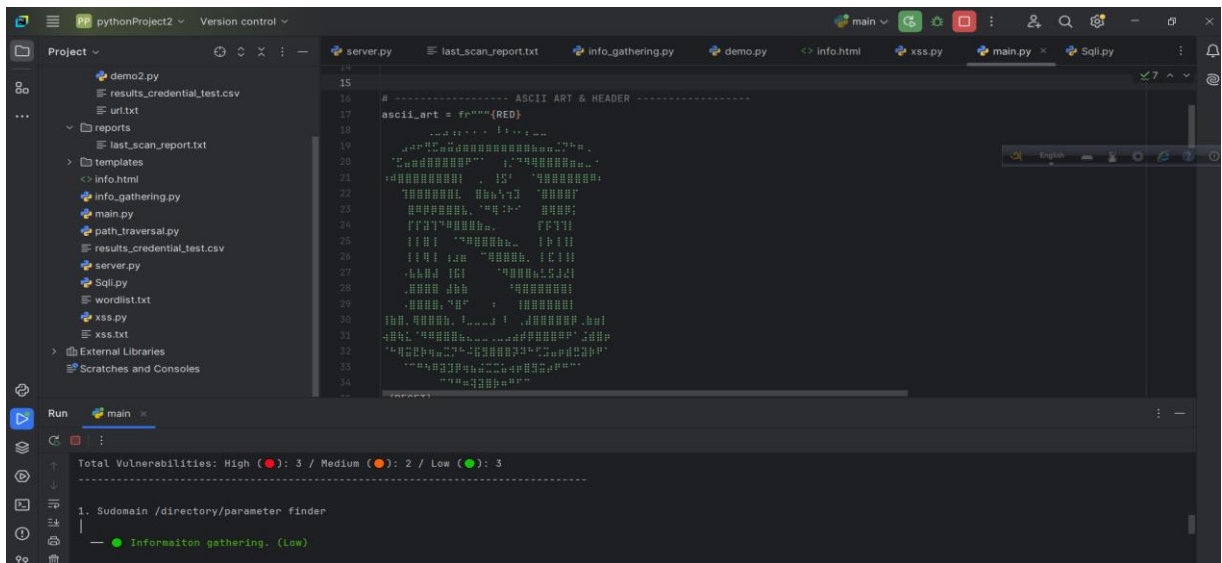 PP pythonProject2 Version control main
Project
server.py last_scan_report.txt info_gathering.py demo.py info.html xss.py main.py Sqli.py
demo2.py
results_credential_test.csv
url.txt
reports
last_scan_report.txt
templates
info.html
info_gathering.py
main.py
path_traversal.py
results_credential_test.csv
server.py
Sqli.py
wordlist.txt
xss.py
xss.txt
External Libraries
Scratches and Consoles
7
14
15
16 # ------------------ ASCII ART & HEADER ------------------
17 ascii_art = fr"""{RED}
18
19
20
21
22
23
24
25
26
27
28
29
30
31
32
33
34
{RESET}
English
Run main
Total Vulnerabilities: High (🔴): 3 / Medium (🟠): 2 / Low (🟢): 3
1. Sudomain /directory/parameter finder
— 🟢 Informaiton gathering. (Low)